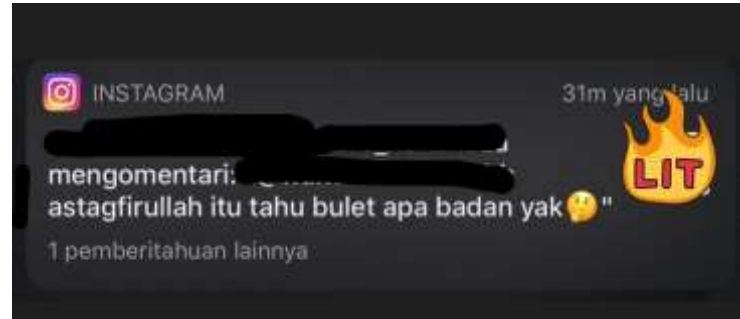 INSTAGRAM
31m yang lalu
mengomentari:
astagfirullah itu tahu bulet apa badan yak🤔"
1 pemberitahuan lainnya
LIT